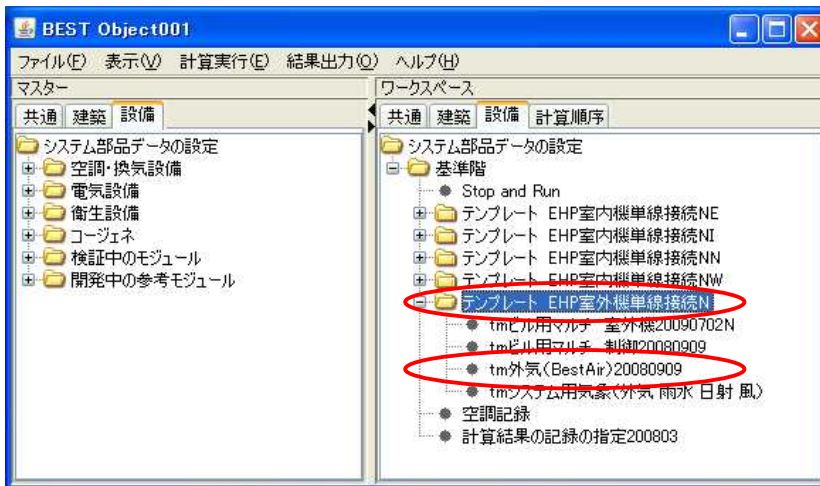 BEST Object001
ファイル(F) 表示(V) 計算実行(E) 結果出力(O) ヘルプ(H)
マスター
共通 建築 設備
システム部品データの設定
空調・換気設備
電気設備
衛生設備
コージェネ
検証中のモジュール
開発中の参考モジュール
ワークスペース
共通 建築 設備 計算順序
システム部品データの設定
基準階
Stop and Run
テンプレート EHP室内機単線接続NE
テンプレート EHP室内機単線接続NI
テンプレート EHP室内機単線接続NN
テンプレート EHP室内機単線接続NW
テンプレート EHP室外機単線接続N
tmビル用マルチ 室外機20090702N
tmビル用マルチ 制御20080909
tm外気(BestAir)20080909
tmシステム用気象(外気 雨水 日射 風)
空調記録
計算結果の記録の指定200803